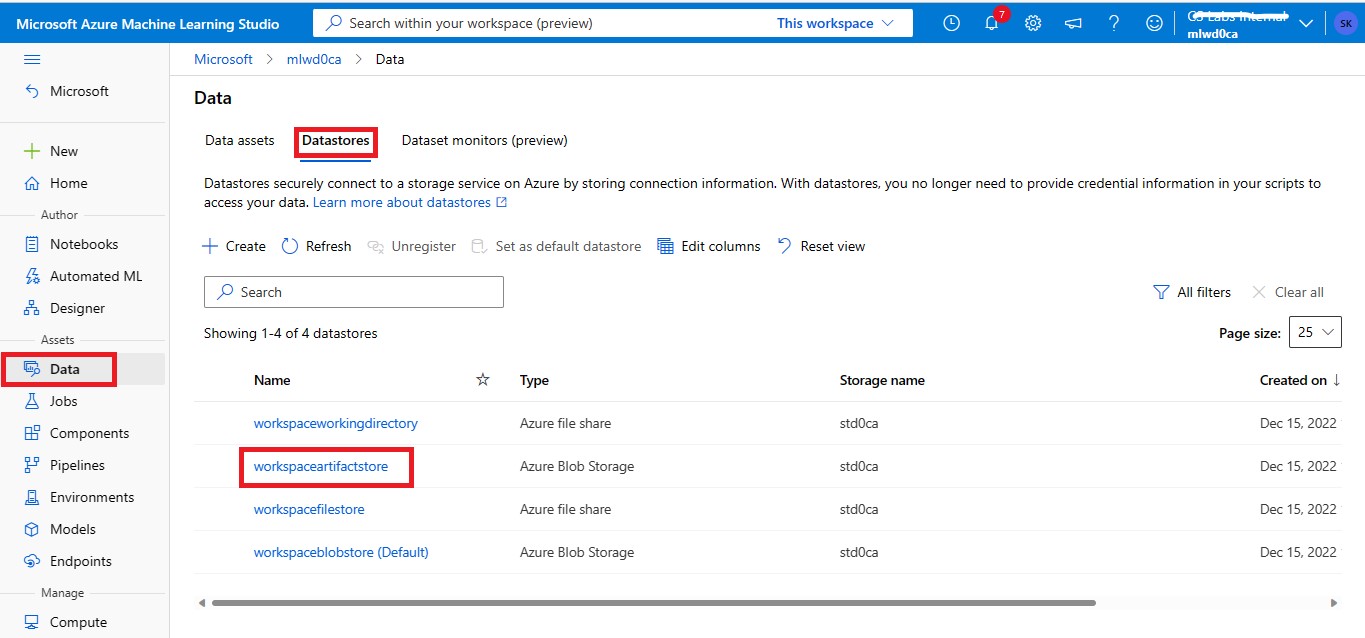 Microsoft Azure Machine Learning Studio
Search within your workspace (preview)
This workspace
7
mlwd0ca
SK
Microsoft > mlwd0ca > Data
Microsoft
New
Home
Author
Notebooks
Automated ML
Designer
Assets
Data
Jobs
Components
Pipelines
Environments
Models
Endpoints
Manage
Compute
Data
Data assets Datastores Dataset monitors (preview)
Datastores securely connect to a storage service on Azure by storing connection information. With datastores, you no longer need to provide credential information in your scripts to
access your data. Learn more about datastores
Create Refresh Unregister Set as default datastore Edit columns Reset view
Search
All filters Clear all
Showing 1-4 of 4 datastores
Page size: 25
Name Type Storage name Created on ↓
workspaceworkingdirectory Azure file share std0ca Dec 15, 2022
workspaceartifactstore Azure Blob Storage std0ca Dec 15, 2022
workspacefilestore Azure file share std0ca Dec 15, 2022
workspaceblobstore (Default) Azure Blob Storage std0ca Dec 15, 2022